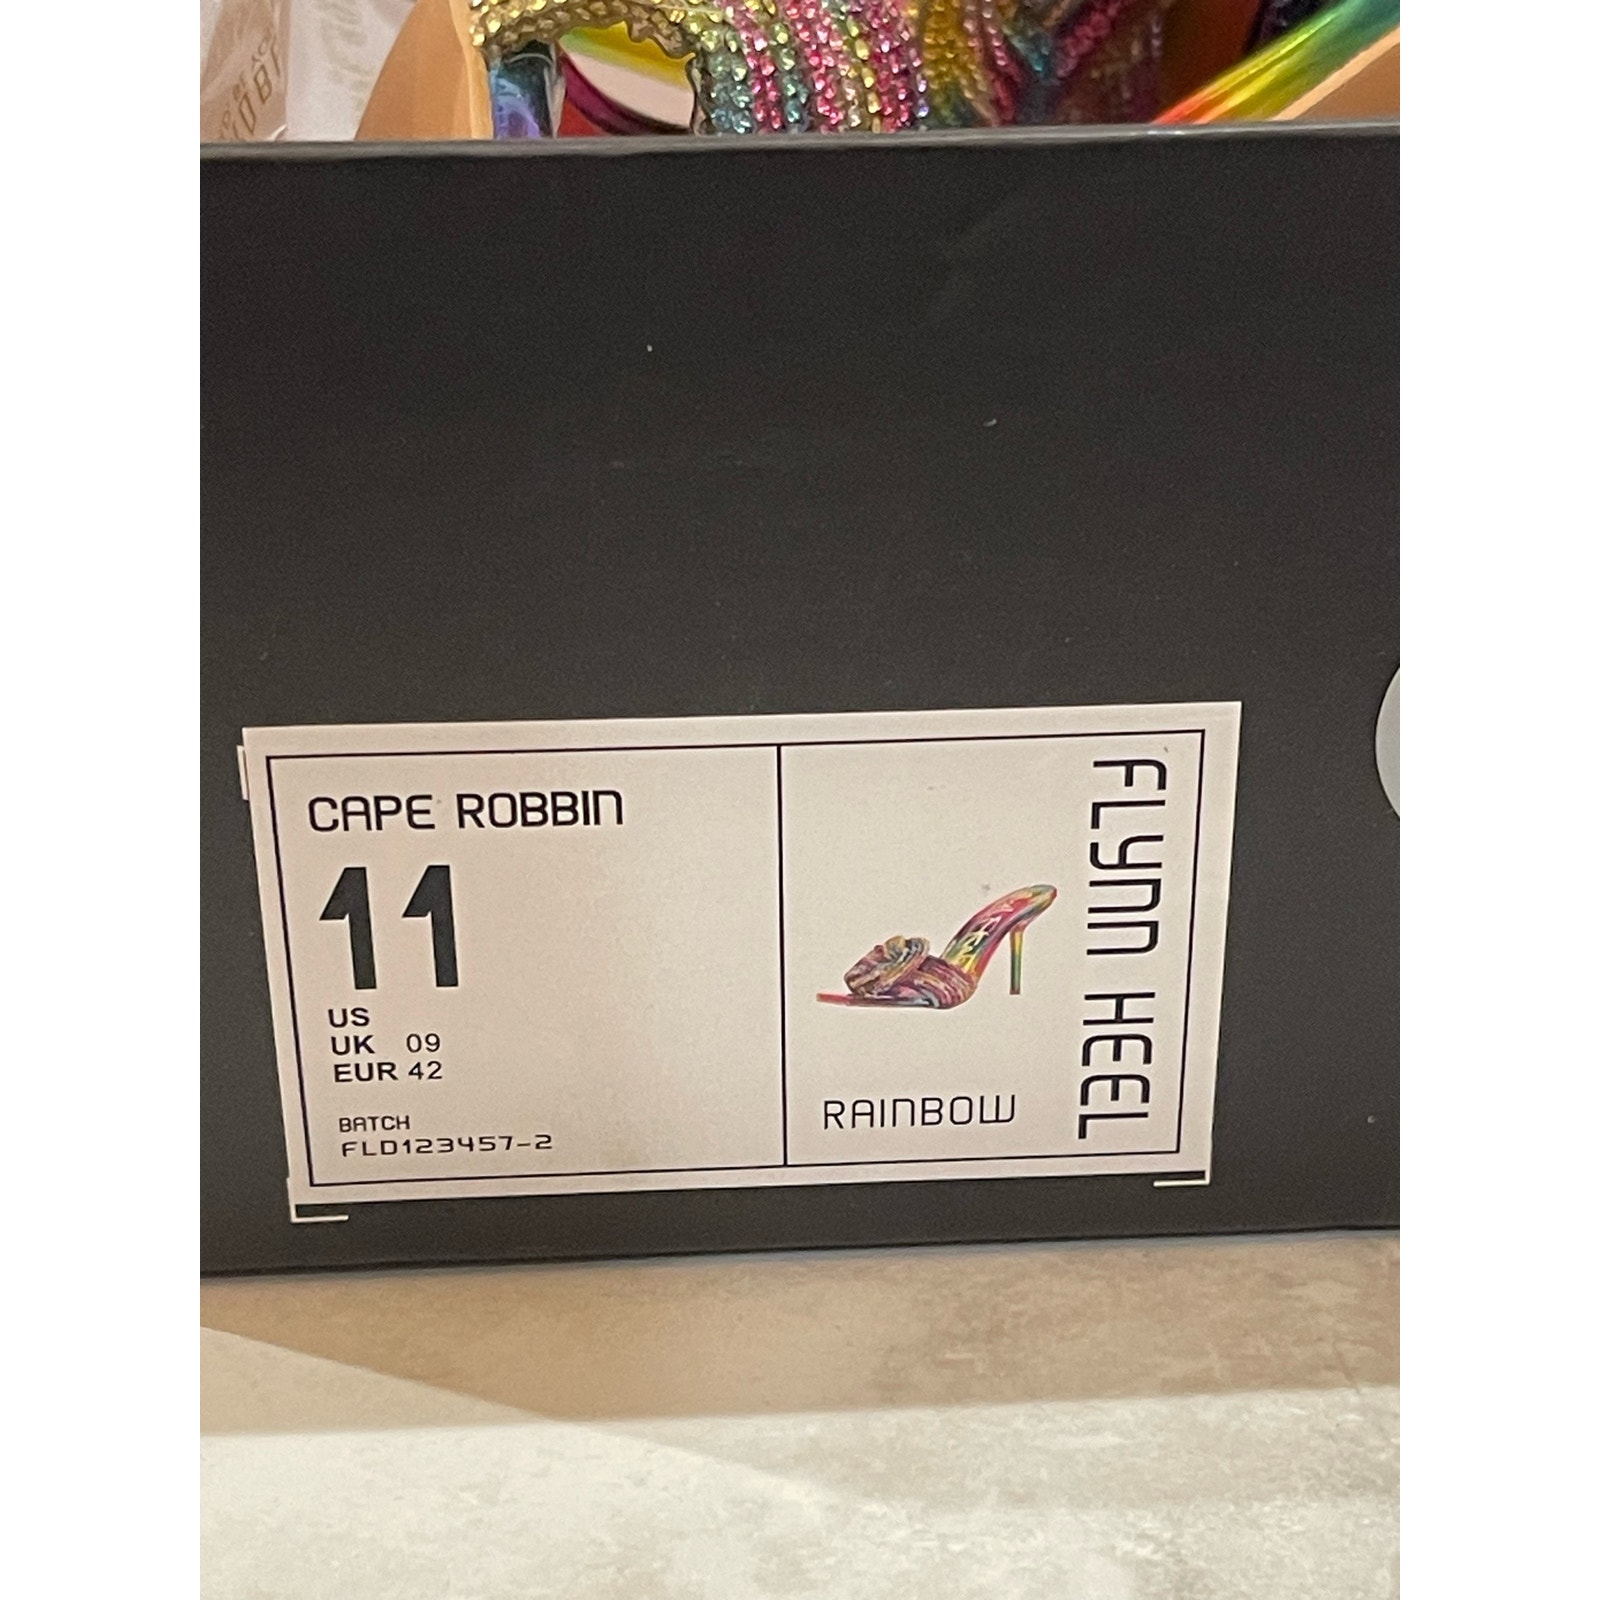 CAPE ROBBIN
11
US
UK 09
EUR 42
BATCH
FLD123457-2
RAINBOW
FLYNN HEEL